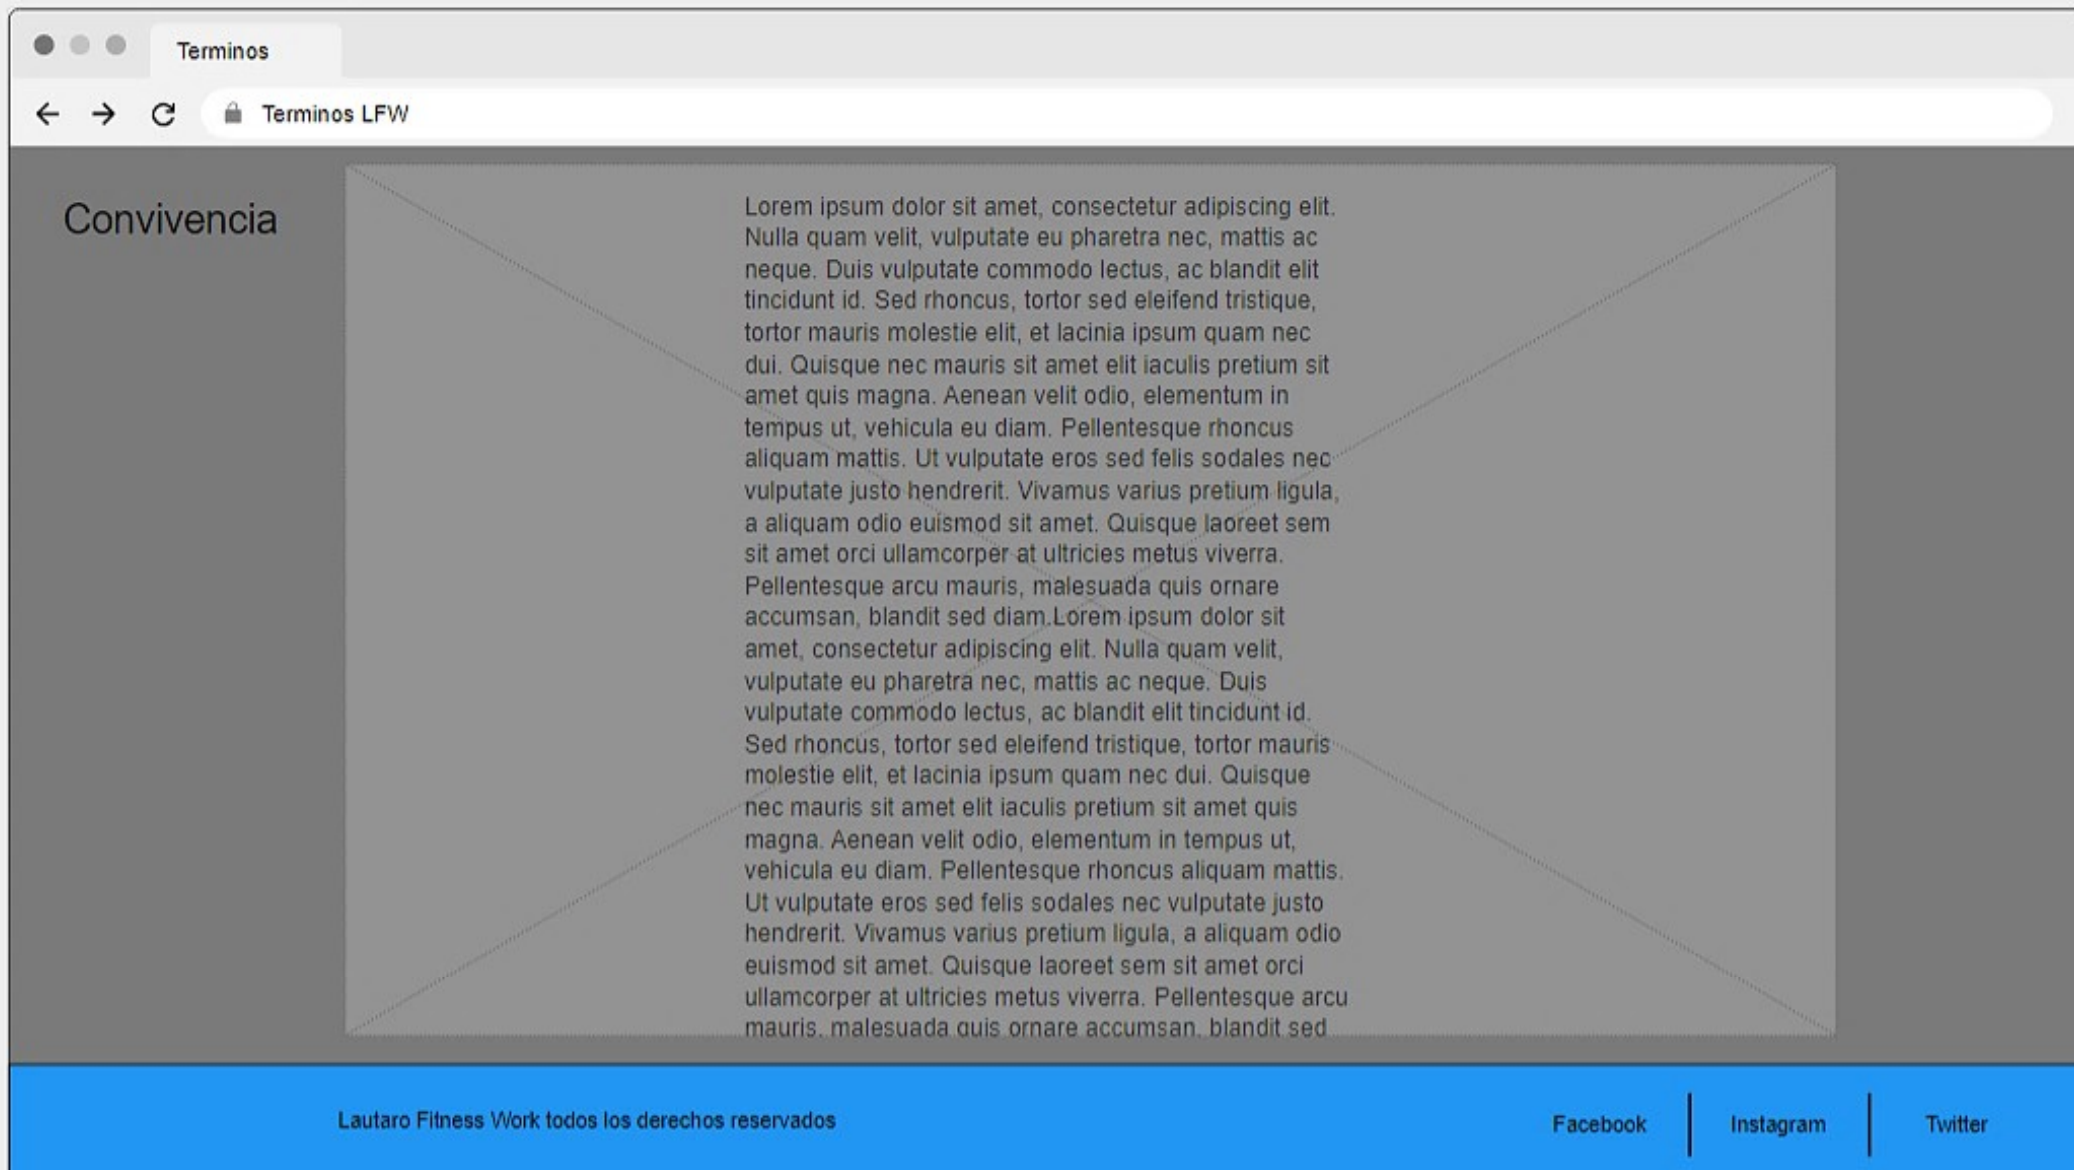 Terminos
Terminos LFW
Convivencia
Lorem ipsum dolor sit amet, consectetur adipiscing elit.
Nulla quam velit, vulputate eu pharetra nec, mattis ac
neque. Duis vulputate commodo lectus, ac blandit elit
tincidunt id. Sed rhoncus, tortor sed eleifend tristique,
tortor mauris molestie elit, et lacinia ipsum quam nec
dui. Quisque nec mauris sit amet elit iaculis pretium sit
amet quis magna. Aenean velit odio, elementum in
tempus ut, vehicula eu diam. Pellentesque rhoncus
aliquam mattis. Ut vulputate eros sed felis sodales nec
vulputate justo hendrerit. Vivamus varius pretium ligula,
a aliquam odio euismod sit amet. Quisque laoreet sem
sit amet orci ullamcorper at ultricies metus viverra.
Pellentesque arcu mauris, malesuada quis ornare
accumsan, blandit sed diam.Lorem ipsum dolor sit
amet, consectetur adipiscing elit. Nulla quam velit,
vulputate eu pharetra nec, mattis ac neque. Duis
vulputate commodo lectus, ac blandit elit tincidunt id.
Sed rhoncus, tortor sed eleifend tristique, tortor mauris
molestie elit, et lacinia ipsum quam nec dui. Quisque
nec mauris sit amet elit iaculis pretium sit amet quis
magna. Aenean velit odio, elementum in tempus ut,
vehicula eu diam. Pellentesque rhoncus aliquam mattis.
Ut vulputate eros sed felis sodales nec vulputate justo
hendrerit. Vivamus varius pretium ligula, a aliquam odio
euismod sit amet. Quisque laoreet sem sit amet orci
ullamcorper at ultricies metus viverra. Pellentesque arcu
mauris, malesuada quis ornare accumsan, blandit sed
Lautaro Fitness Work todos los derechos reservados
Facebook
Instagram
Twitter